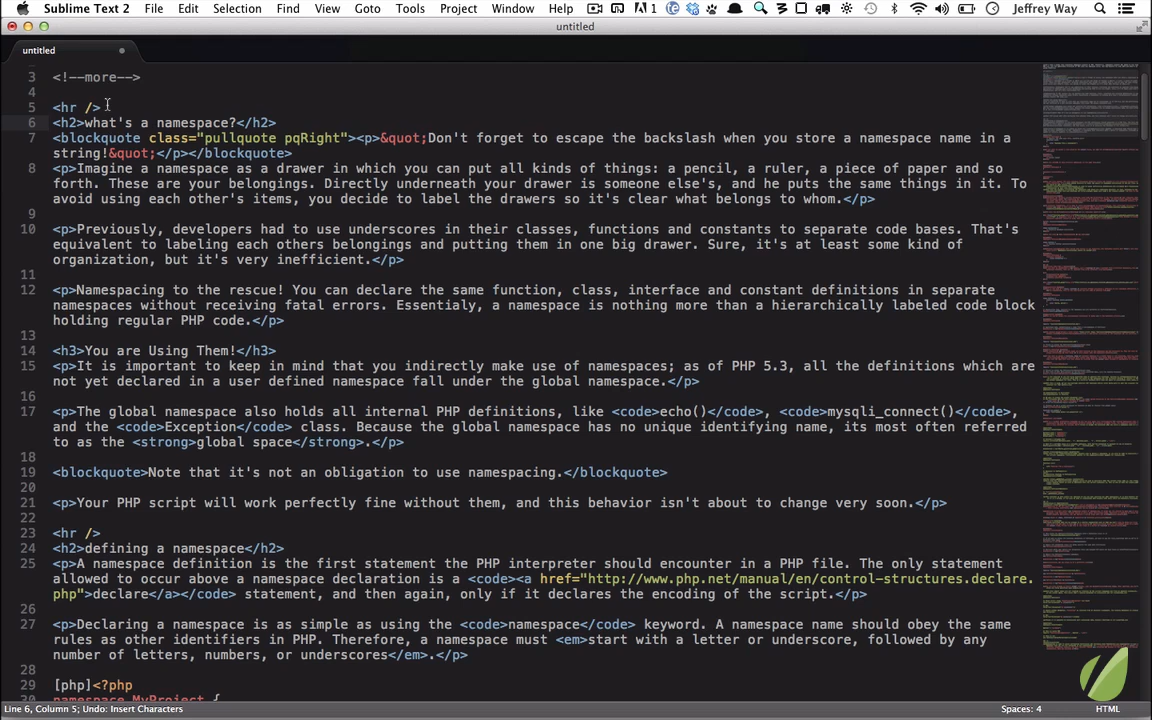 Sublime Text 2 File Edit Selection Find View Goto Tools Project Window Help 1 Jeffrey Way
untitled
untitled
3 <!--more-->
4
5 <hr />
6 <h2>what's a namespace?</h2>
7 <blockquote class="pullquote pqRight"><p>&quot;Don't forget to escape the backslash when you store a namespace name in a
string!&quot;</p></blockquote>
8 <p>Imagine a namespace as a drawer in which you can put all kinds of things: a pencil, a ruler, a piece of paper and so
forth. These are your belongings. Directly underneath your drawer is someone else's, and he puts the same things in it. To
avoid using each other's items, you decide to label the drawers so it's clear what belongs to whom.</p>
9
10 <p>Previously, developers had to use underscores in their classes, functions and constants to separate code bases. That's
equivalent to labeling each others belongings and putting them in one big drawer. Sure, it's at least some kind of
organization, but it's very inefficient.</p>
11
12 <p>Namespacing to the rescue! You can declare the same function, class, interface and constant definitions in separate
namespaces without receiving fatal errors. Essentialy, a namespace is nothing more than a hierarchically labeled code block
holding regular PHP code.</p>
13
14 <h3>You are Using Them!</h3>
15 <p>It is important to keep in mind that you indirectly make use of namespaces; as of PHP 5.3, all the definitions which are
not yet declared in a user defined namespace fall under the global namespace.</p>
16
17 <p>The global namespace also holds all internal PHP definitions, like <code>echo()</code>, <code>mysqli_connect()</code>,
and the <code>Exception</code> class. Because the global namespace has no unique identifying name, its most often referred
to as the <strong>global space</strong>.</p>
18
19 <blockquote>Note that it's not an obligation to use namespacing.</blockquote>
20
21 <p>Your PHP script will work perfectly fine without them, and this behavior isn't about to change very soon.</p>
22
23 <hr />
24 <h2>defining a namespace</h2>
25 <p>A namespace definition is the first statement the PHP interpreter should encounter in a PHP file. The only statement
allowed to occur above a namespace declaration is a <code><a href="http://www.php.net/manual/en/control-structures.declare.
php">declare</a></code> statement, and then again, only if it declares the encoding of the script.</p>
26
27 <p>Declaring a namespace is as simple as using the <code>namespace</code> keyword. A namespace name should obey the same
rules as other identifiers in PHP. Therefore, a namespace must <em>start with a letter or underscore, followed by any
number of letters, numbers, or underscores</em>.</p>
28
29 [php]<?php
30 namespace MyProject {
Line 6, Column 5; Undo: Insert Characters Spaces: 4 HTML